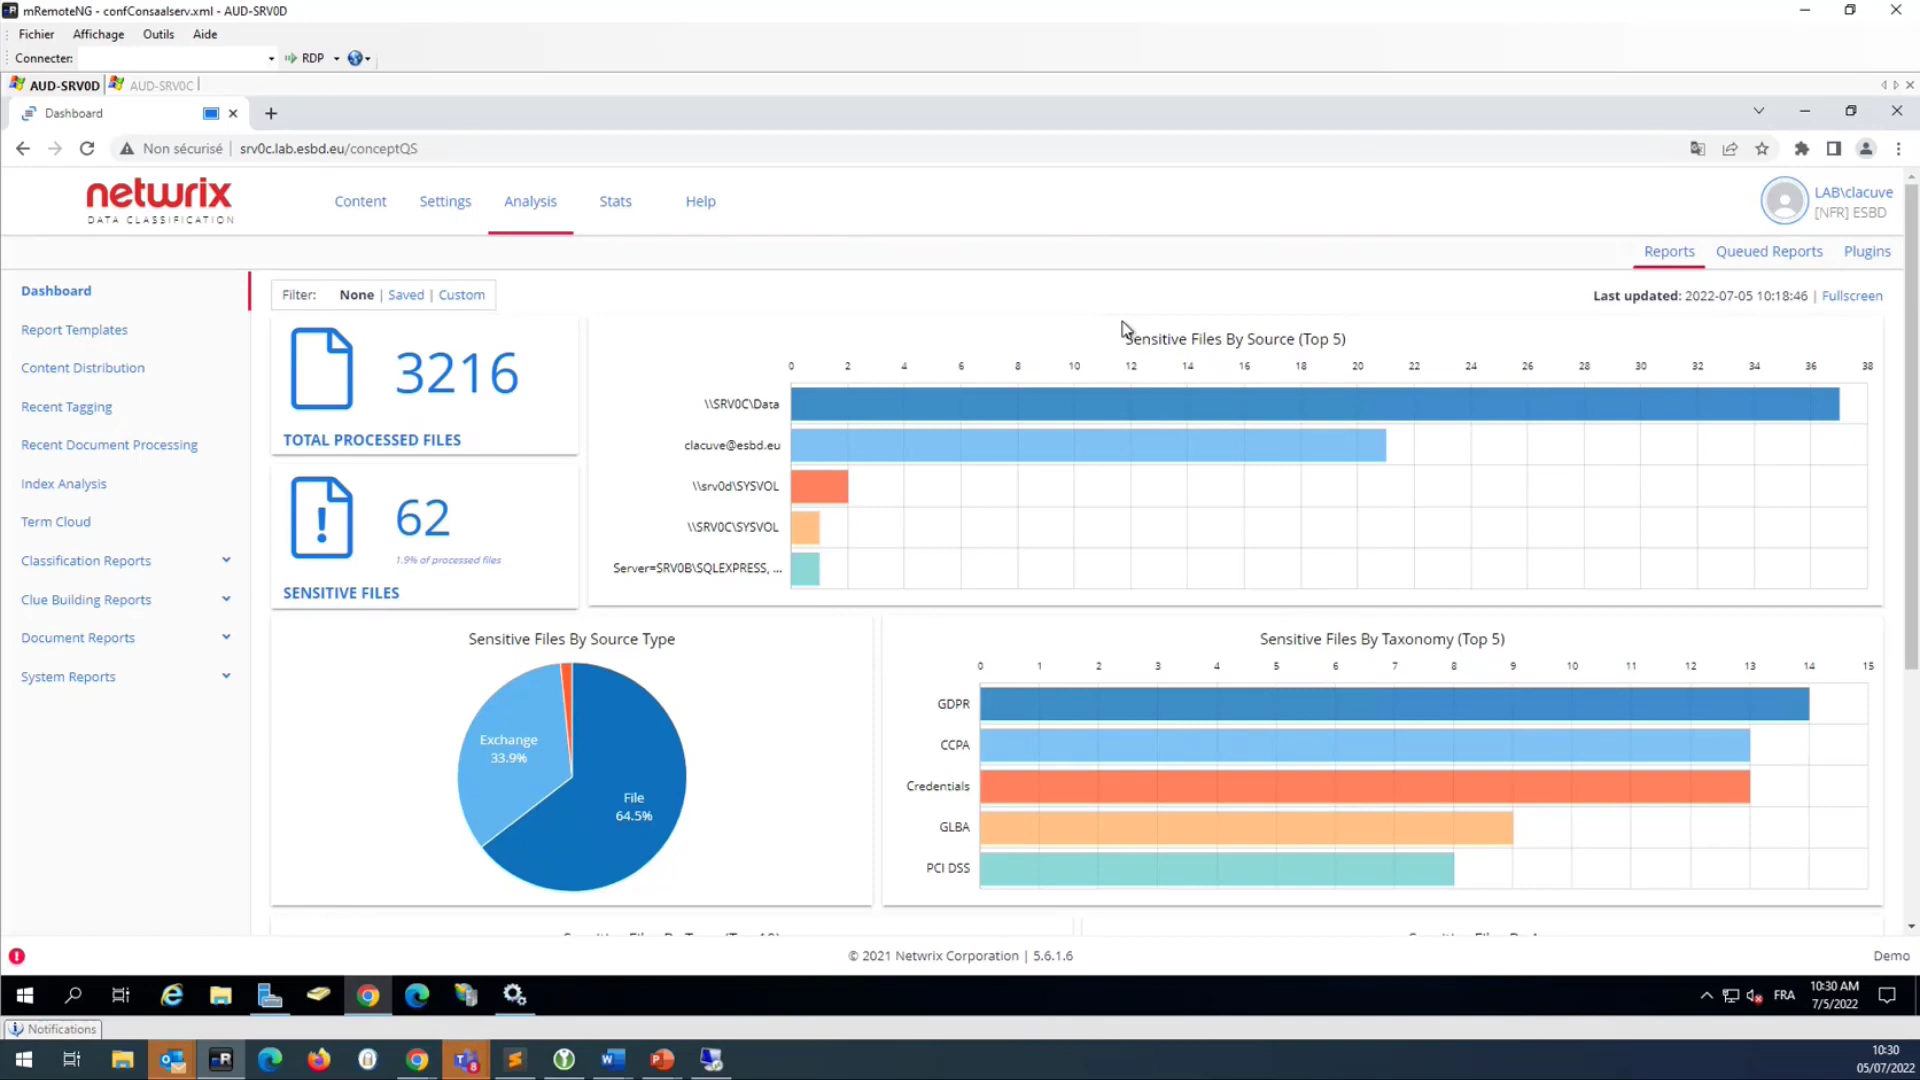 mRemoteNG - confConsaalserv.xml - AUD-SRV0D
Fichier Affichage Outils Aide
Connecter: RDP
AUD-SRV0D AUD-SRV0C
Dashboard
Non sécurisé srv0c.lab.esbd.eu/conceptQS
netwrix
DATA CLASSIFICATION
Content Settings Analysis Stats Help
LAB\clacuve
[NFR] ESBD
Reports Queued Reports Plugins
Dashboard
Report Templates
Content Distribution
Recent Tagging
Recent Document Processing
Index Analysis
Term Cloud
Classification Reports
Clue Building Reports
Document Reports
System Reports
Filter: None | Saved | Custom
Last updated: 2022-07-05 10:18:46 | Fullscreen
3216
TOTAL PROCESSED FILES
62
1.9% of processed files
SENSITIVE FILES
Sensitive Files By Source (Top 5)
0 2 4 6 8 10 12 14 16 18 20 22 24 26 28 30 32 34 36 38
\\SRV0C\Data
clacuve@esbd.eu
\\srv0d\SYSVOL
\\SRV0C\SYSVOL
Server=SRV0B\SQLEXPRESS, ...
Sensitive Files By Source Type
Exchange
33.9%
File
64.5%
Sensitive Files By Taxonomy (Top 5)
0 1 2 3 4 5 6 7 8 9 10 11 12 13 14 15
GDPR
CCPA
Credentials
GLBA
PCI DSS
© 2021 Netwrix Corporation | 5.6.1.6
Demo
FRA
10:30 AM
7/5/2022
Notifications
10:30
05/07/2022